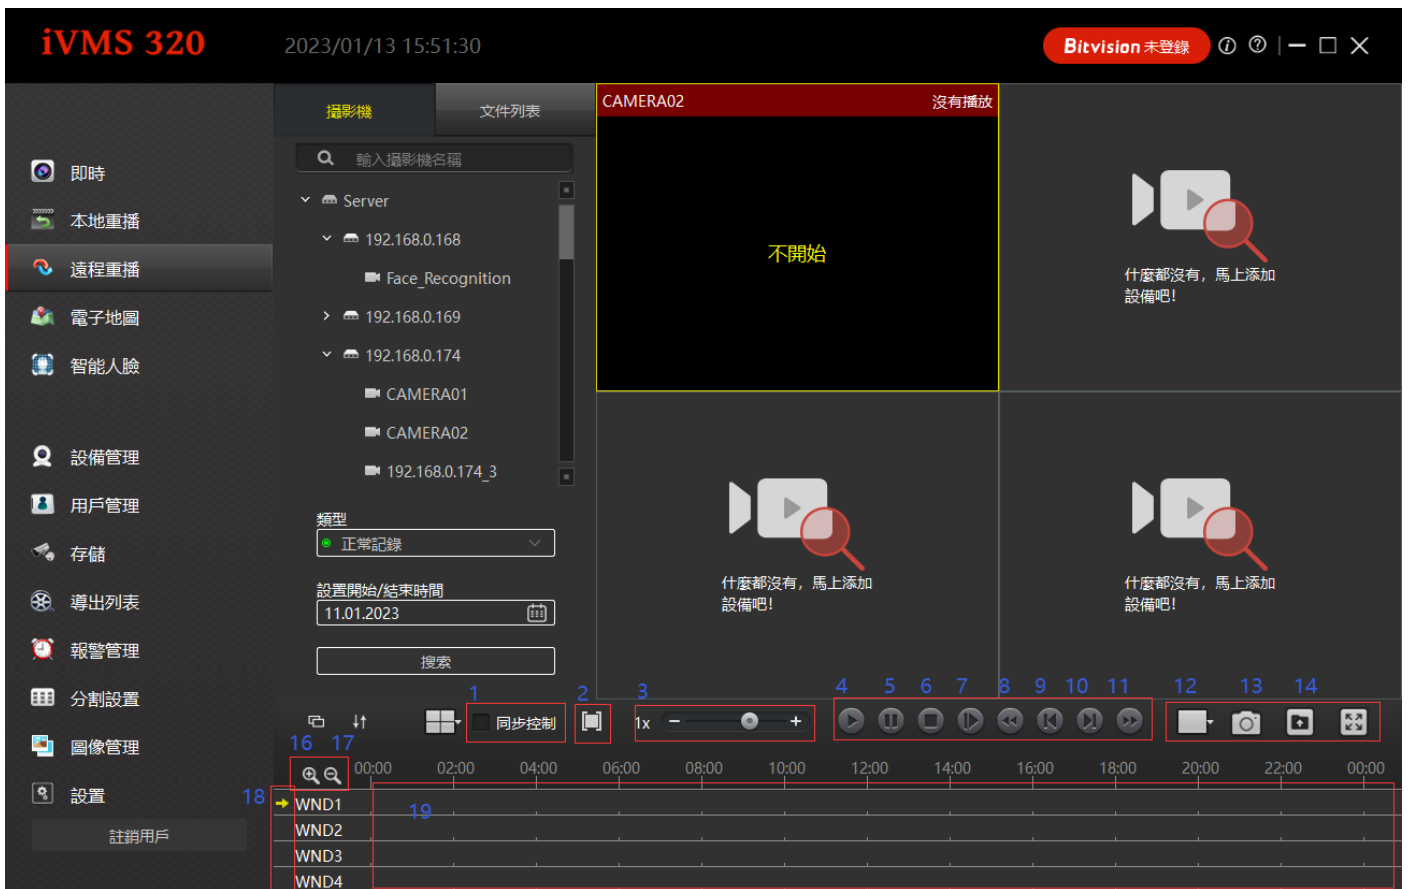 iVMS 320
2023/01/13 15:51:30
Bitvision 未登錄
攝影機
文件列表
輸入攝影機名稱
Server
192.168.0.168
Face_Recognition
192.168.0.169
192.168.0.174
CAMERA01
CAMERA02
192.168.0.174_3
類型
正常記錄
設置開始/結束時間
11.01.2023
搜索
即時
本地重播
遠程重播
電子地圖
智能人臉
設備管理
用戶管理
存儲
導出列表
報警管理
分割設置
圖像管理
設置
註銷用戶
CAMERA02 沒有播放
不開始
什麼都沒有，馬上添加
設備吧！
什麼都沒有，馬上添加
設備吧！
什麼都沒有，馬上添加
設備吧！
1 2 3 4 5 6 7 8 9 10 11 12 13 14
同步控制
1x
16 17
00:00 02:00 04:00 06:00 08:00 10:00 12:00 14:00 16:00 18:00 20:00 22:00 00:00
18
WND1
19
WND2
WND3
WND4